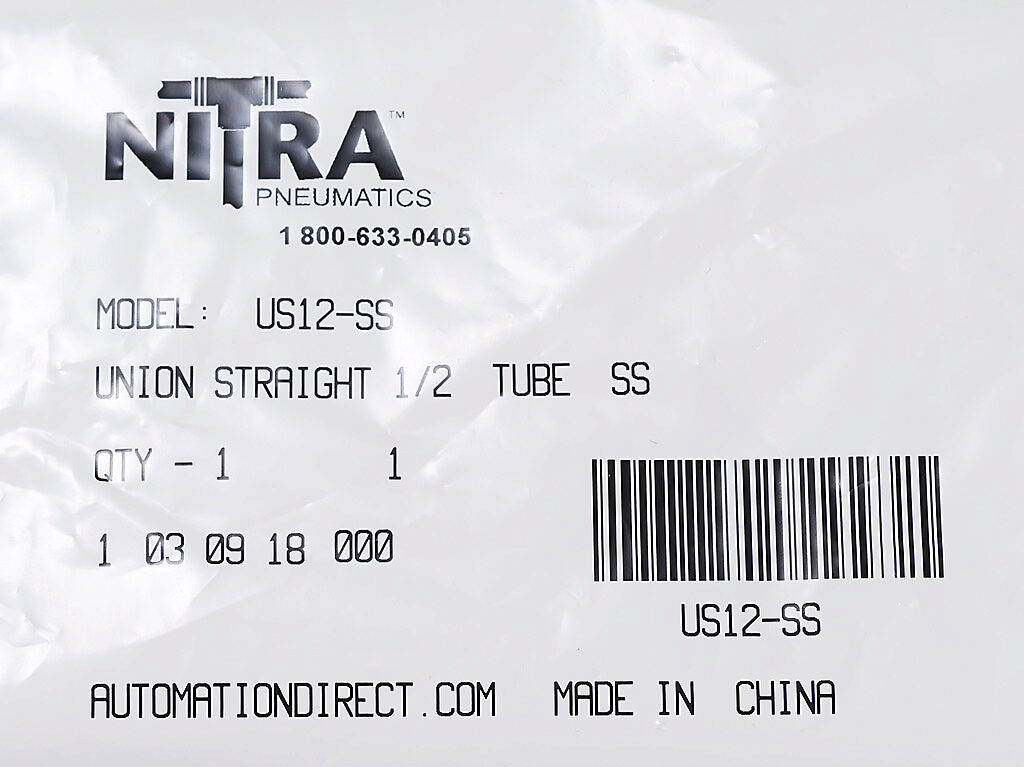 NITRA™
PNEUMATICS
1 800-633-0405
MODEL: US12-SS
UNION STRAIGHT 1/2 TUBE SS
QTY - 1 1
1 03 09 18 000
US12-SS
AUTOMATIONDIRECT.COM MADE IN CHINA